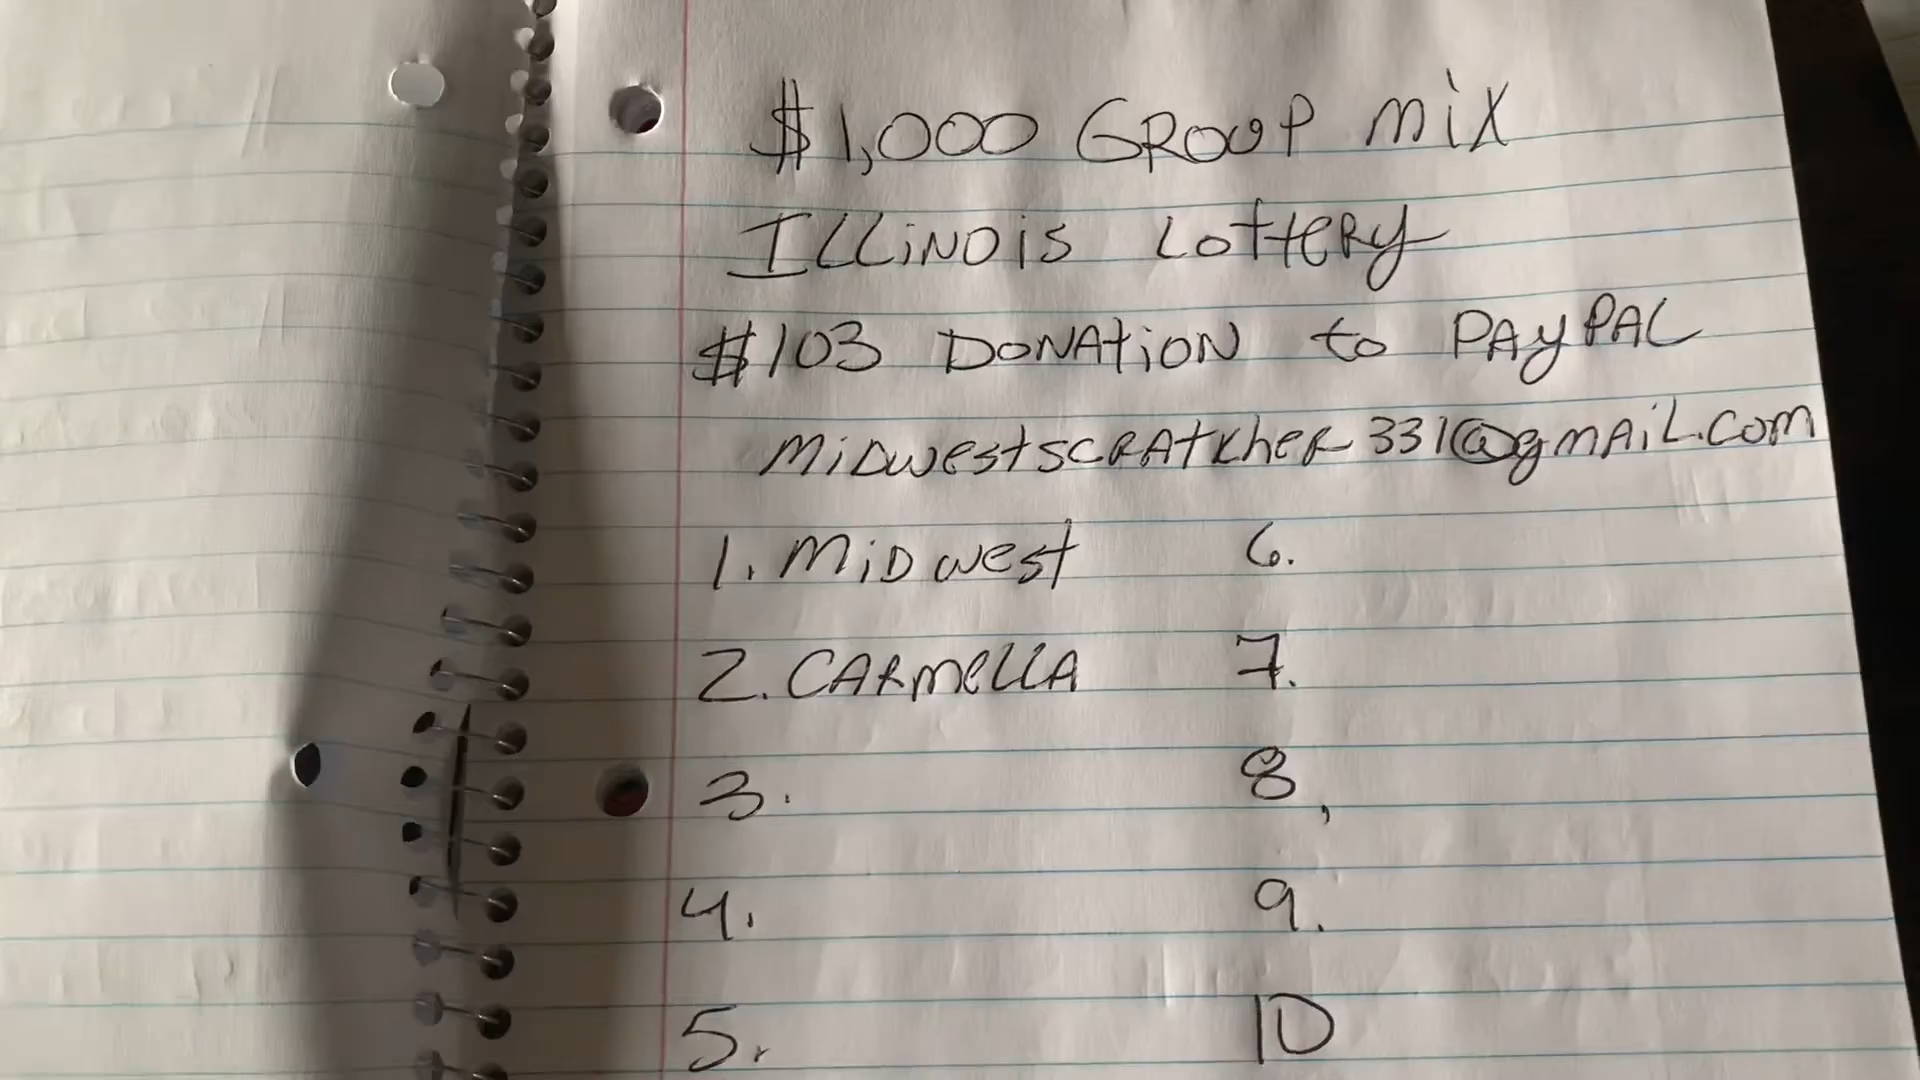 $1,000 GROUP MIX
ILLINOIS LOTTERY
$103 DONATION to PAYPAL
MIDWESTSCRATKHER331@gMAIL.COM
1. MIDWEST 6.
2. CARMELLA 7.
3. 8,
4. 9.
5. 10